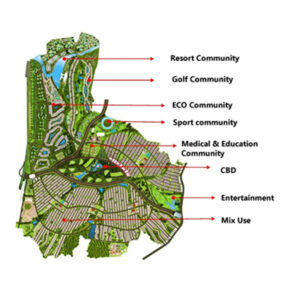 Resort Community
Golf Community
ECO Community
Sport community
Medical & Education
Community
CBD
Entertainment
Mix Use